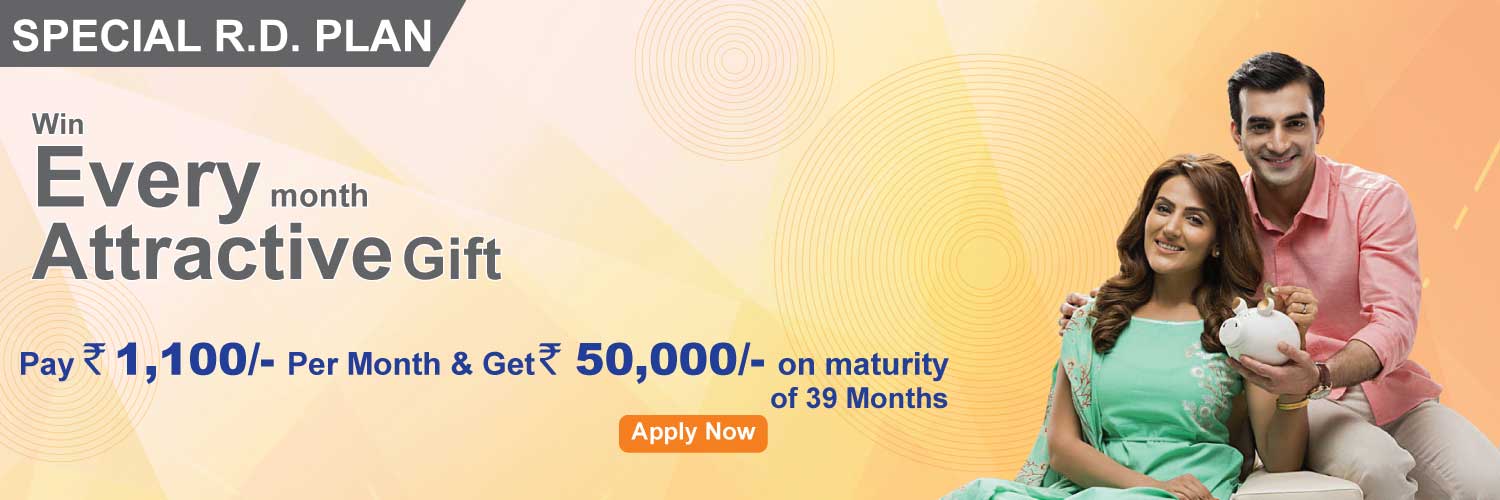 SPECIAL R.D. PLAN
Win
Every month
Attractive Gift
Pay ₹ 1,100/- Per Month & Get ₹ 50,000/- on maturity
of 39 Months
Apply Now